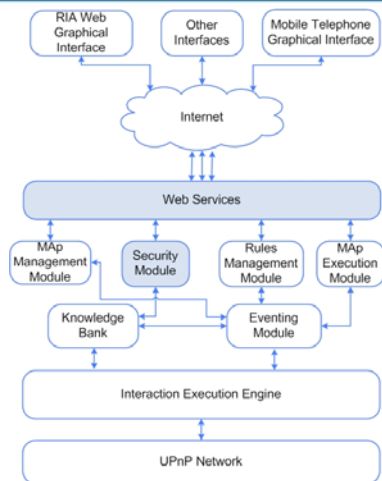 RIA Web
Graphical
Interface
Other
Interfaces
Mobile Telephone
Graphical Interface
Internet
Web Services
MAp
Management
Module
Security
Module
Rules
Management
Module
MAp
Execution
Module
Knowledge
Bank
Eventing
Module
Interaction Execution Engine
UPnP Network